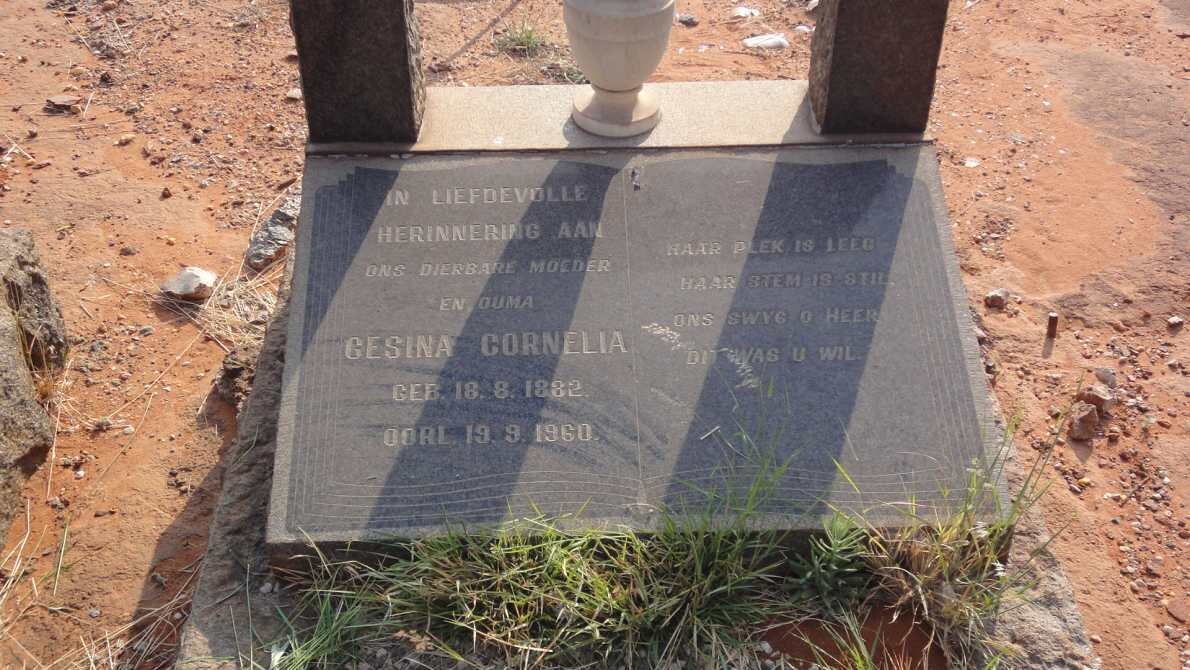 IN LIEFDEVOLLE
HERINNERING AAN
ONS DIERBARE MOEDER
EN OUMA
GESINA CORNELIA
GEB. 18. 8. 1882.
OORL. 19. 9. 1960.
HAAR PLEK IS LEEG
HAAR STEM IS STIL.
ONS SWYG O HEER
DIT WAS U WIL.